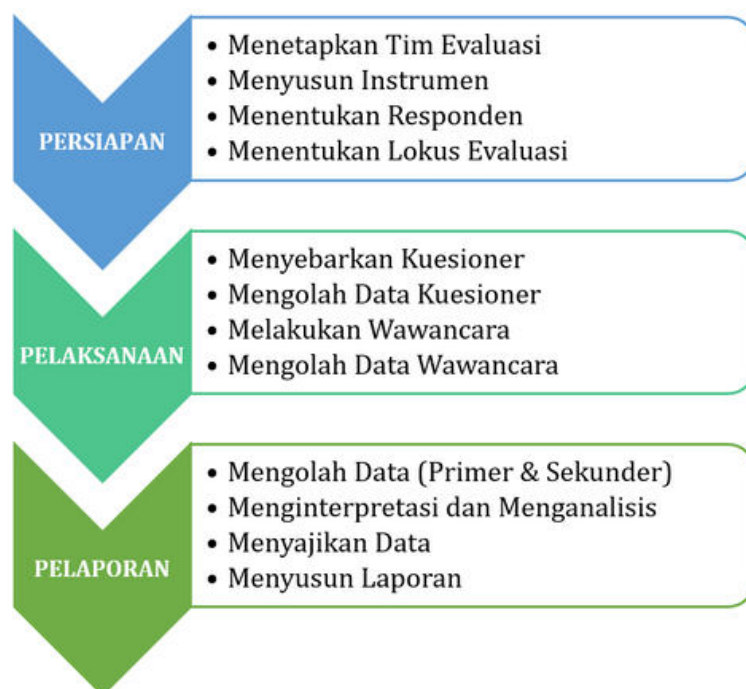 PERSIAPAN
• Menetapkan Tim Evaluasi
• Menyusun Instrumen
• Menentukan Responden
• Menentukan Lokus Evaluasi
PELAKSANAAN
• Menyebarkan Kuesioner
• Mengolah Data Kuesioner
• Melakukan Wawancara
• Mengolah Data Wawancara
PELAPORAN
• Mengolah Data (Primer & Sekunder)
• Menginterpretasi dan Menganalisis
• Menyajikan Data
• Menyusun Laporan